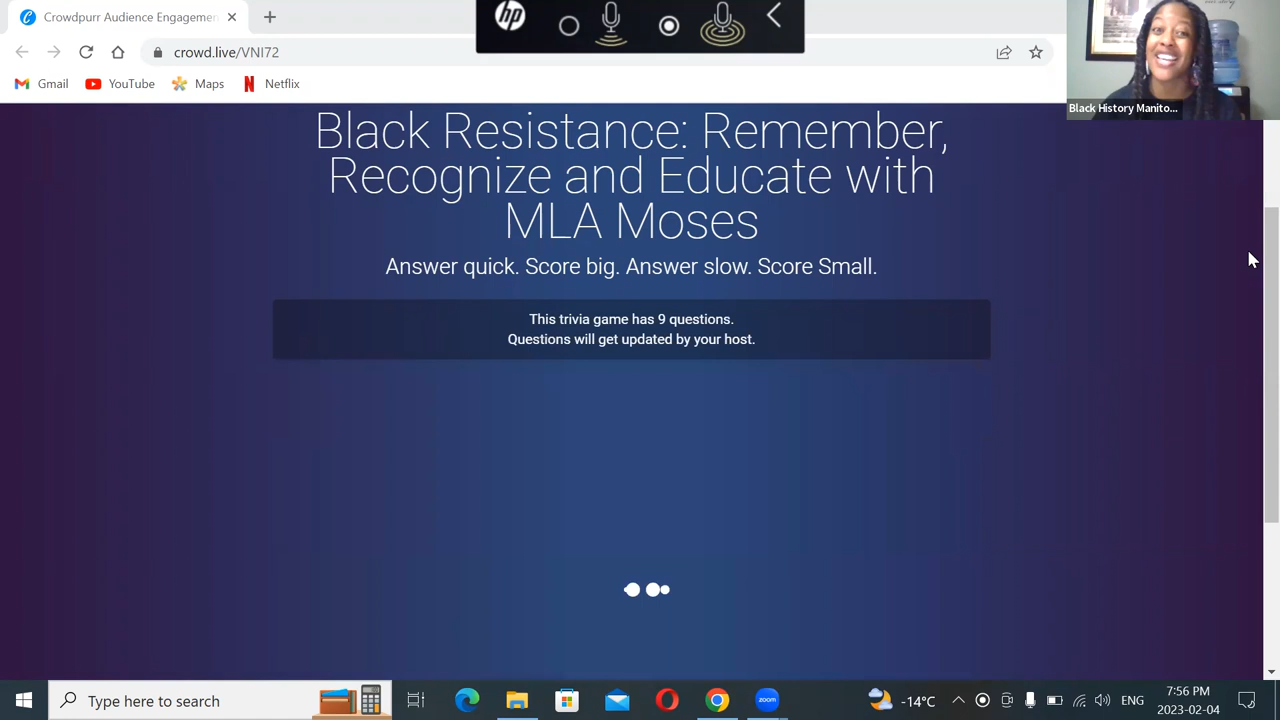 Crowdpurr Audience Engagemen
hp
crowd.live/VNI72
Gmail
YouTube
Maps
Netflix
Black History Manito...
Black Resistance: Remember,
Recognize and Educate with
MLA Moses
Answer quick. Score big. Answer slow. Score Small.
This trivia game has 9 questions.
Questions will get updated by your host.
Type here to search
zoom
-14°C
ENG
7:56 PM
2023-02-04